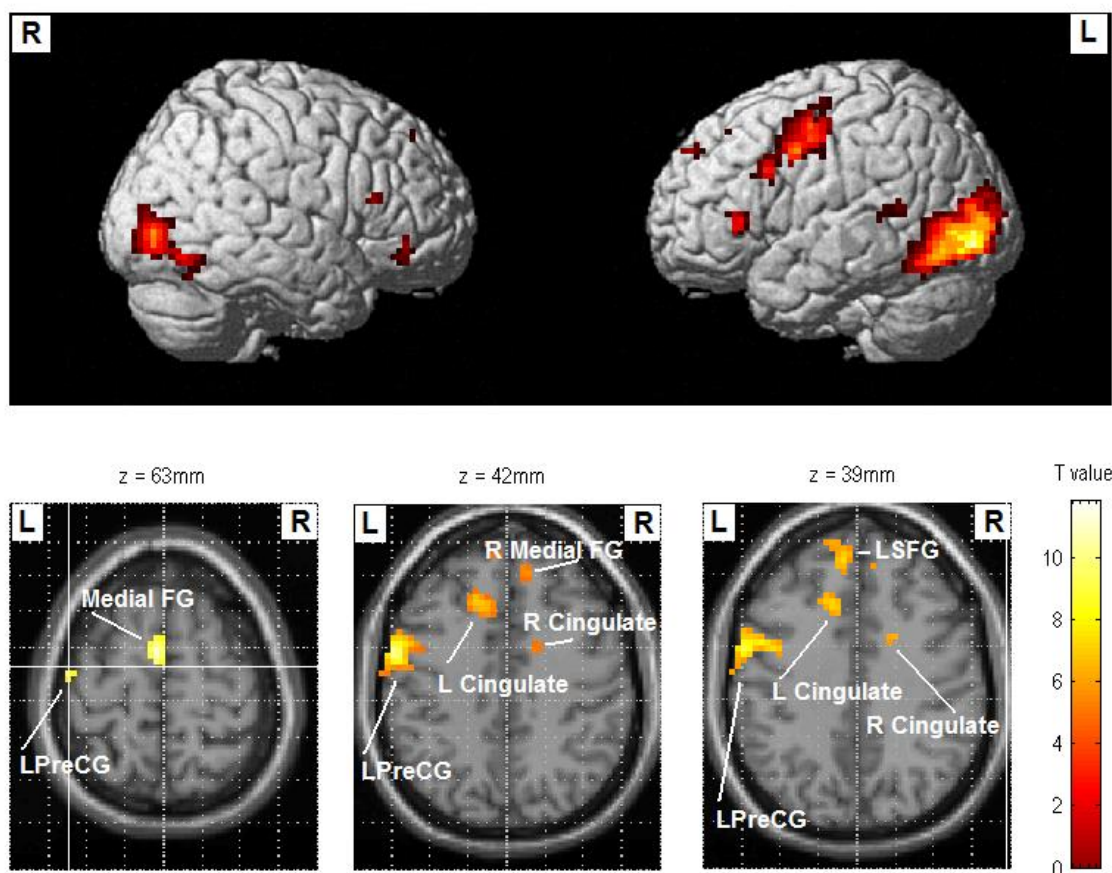 R
L
z = 63mm
z = 42mm
z = 39mm
T value
L
R
Medial FG
LPreCG
L
R
R Medial FG
R Cingulate
L Cingulate
LPreCG
L
R
LSFG
L Cingulate
R Cingulate
LPreCG
10
8
6
4
2
0